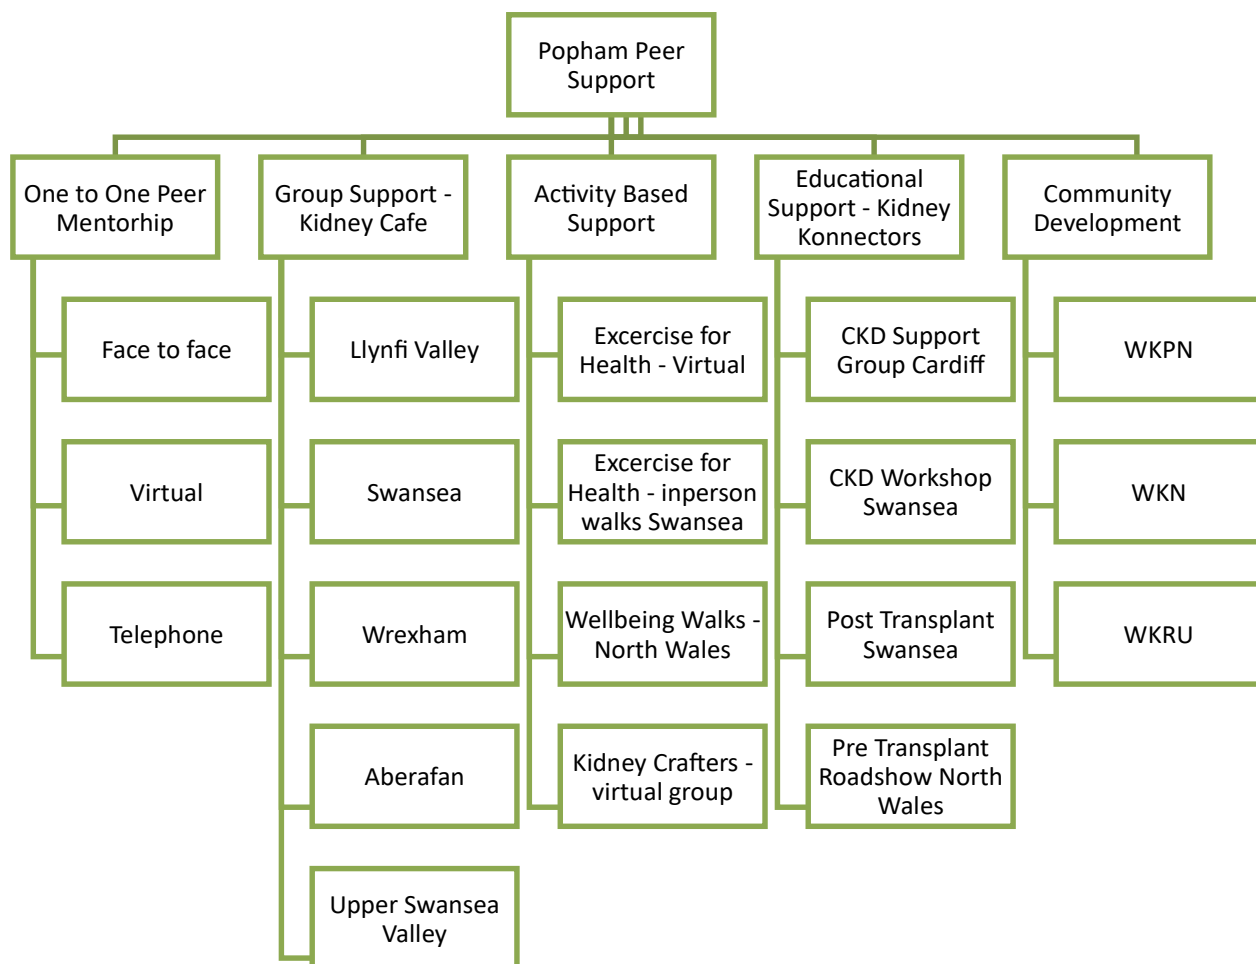 Popham Peer
Support
One to One Peer
Mentorhip
Face to face
Virtual
Telephone
Group Support -
Kidney Cafe
Llynfi Valley
Swansea
Wrexham
Aberafan
Upper Swansea
Valley
Activity Based
Support
Excercise for
Health - Virtual
Excercise for
Health - inperson
walks Swansea
Wellbeing Walks -
North Wales
Kidney Crafters -
virtual group
Educational
Support - Kidney
Konnectors
CKD Support
Group Cardiff
CKD Workshop
Swansea
Post Transplant
Swansea
Pre Transplant
Roadshow North
Wales
Community
Development
WKPN
WKN
WKRU